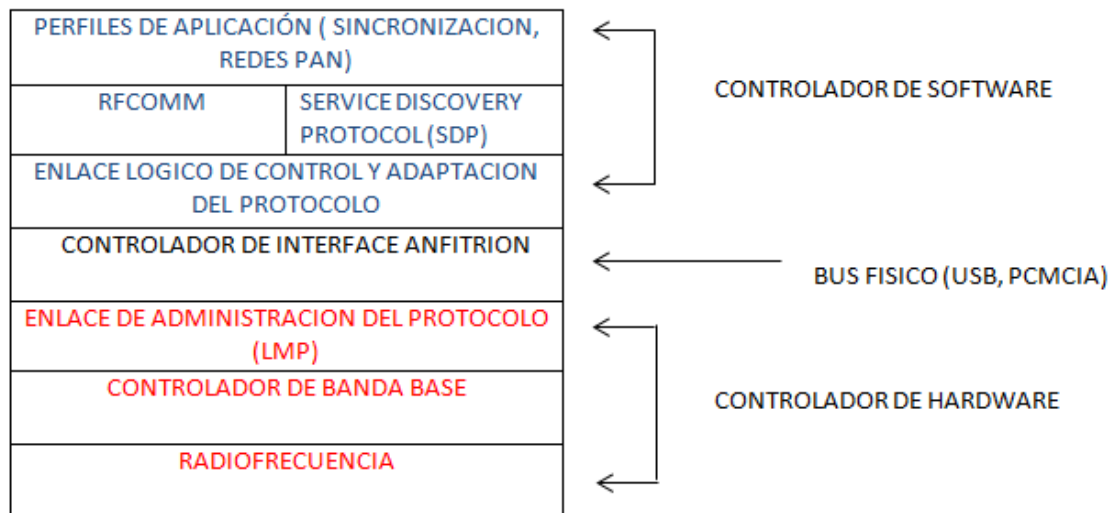 PERFILES DE APLICACIÓN ( SINCRONIZACION,
REDES PAN)
CONTROLADOR DE SOFTWARE
RFCOMM
SERVICE DISCOVERY
PROTOCOL (SDP)
ENLACE LOGICO DE CONTROL Y ADAPTACION
DEL PROTOCOLO
CONTROLADOR DE INTERFACE ANFITRION
BUS FISICO (USB, PCMCIA)
ENLACE DE ADMINISTRACION DEL PROTOCOLO
(LMP)
CONTROLADOR DE BANDA BASE
CONTROLADOR DE HARDWARE
RADIOFRECUENCIA